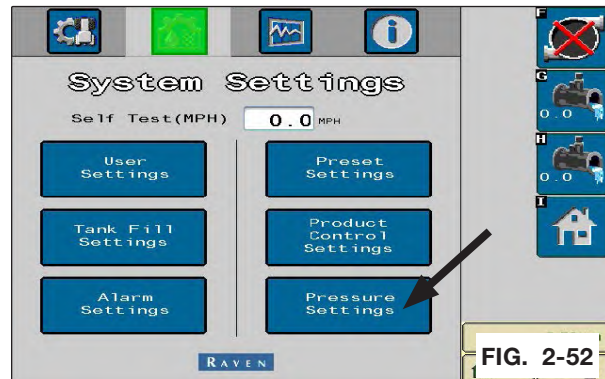 F
System Settings
Self Test(MPH) 0.0 MPH
G
0.0
User
Settings
Preset
Settings
H
0.0
Tank Fill
Settings
Product
Control
Settings
I
Alarm
Settings
Pressure
Settings
RAVEN
FIG. 2-52